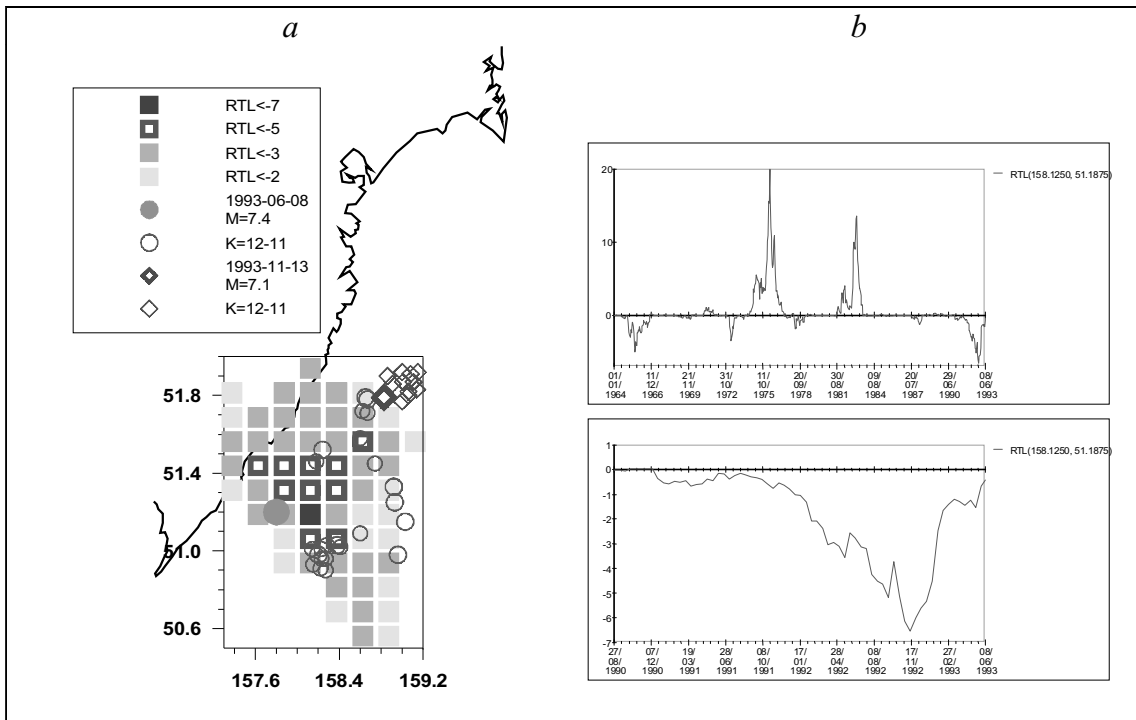 a
b
RTL<-7
RTL<-5
RTL<-3
RTL<-2
1993-06-08
M=7.4
K=12-11
1993-11-13
M=7.1
K=12-11
51.8
51.4
51.0
50.6
157.6 158.4 159.2
20
10
0
RTL(158.1250, 51.1875)
01/ 11/ 21/ 31/ 11/ 20/ 30/ 09/ 20/ 29/ 08/
01 12/ 11/ 10/ 10/ 09/ 08/ 08/ 07/ 06/ 06/
1964 1966 1969 1972 1975 1978 1981 1984 1987 1990 1993
1
0
-1
-2
-3
-4
-5
-6
-7
RTL(158.1250, 51.1875)
27/ 07/ 19/ 28/ 08/ 17/ 28/ 08/ 17/ 27/ 08/
08/ 12/ 03/ 06/ 10/ 01/ 04/ 08/ 11/ 02/ 06/
1990 1990 1991 1991 1991 1992 1992 1992 1992 1993 1993